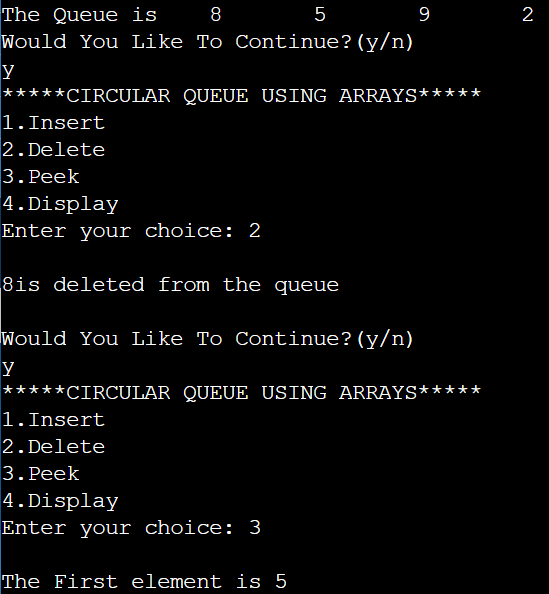 The Queue is 8 5 9 2
Would You Like To Continue?(y/n)
y
*****CIRCULAR QUEUE USING ARRAYS*****
1.Insert
2.Delete
3.Peek
4.Display
Enter your choice: 2
8is deleted from the queue
Would You Like To Continue?(y/n)
y
*****CIRCULAR QUEUE USING ARRAYS*****
1.Insert
2.Delete
3.Peek
4.Display
Enter your choice: 3
The First element is 5